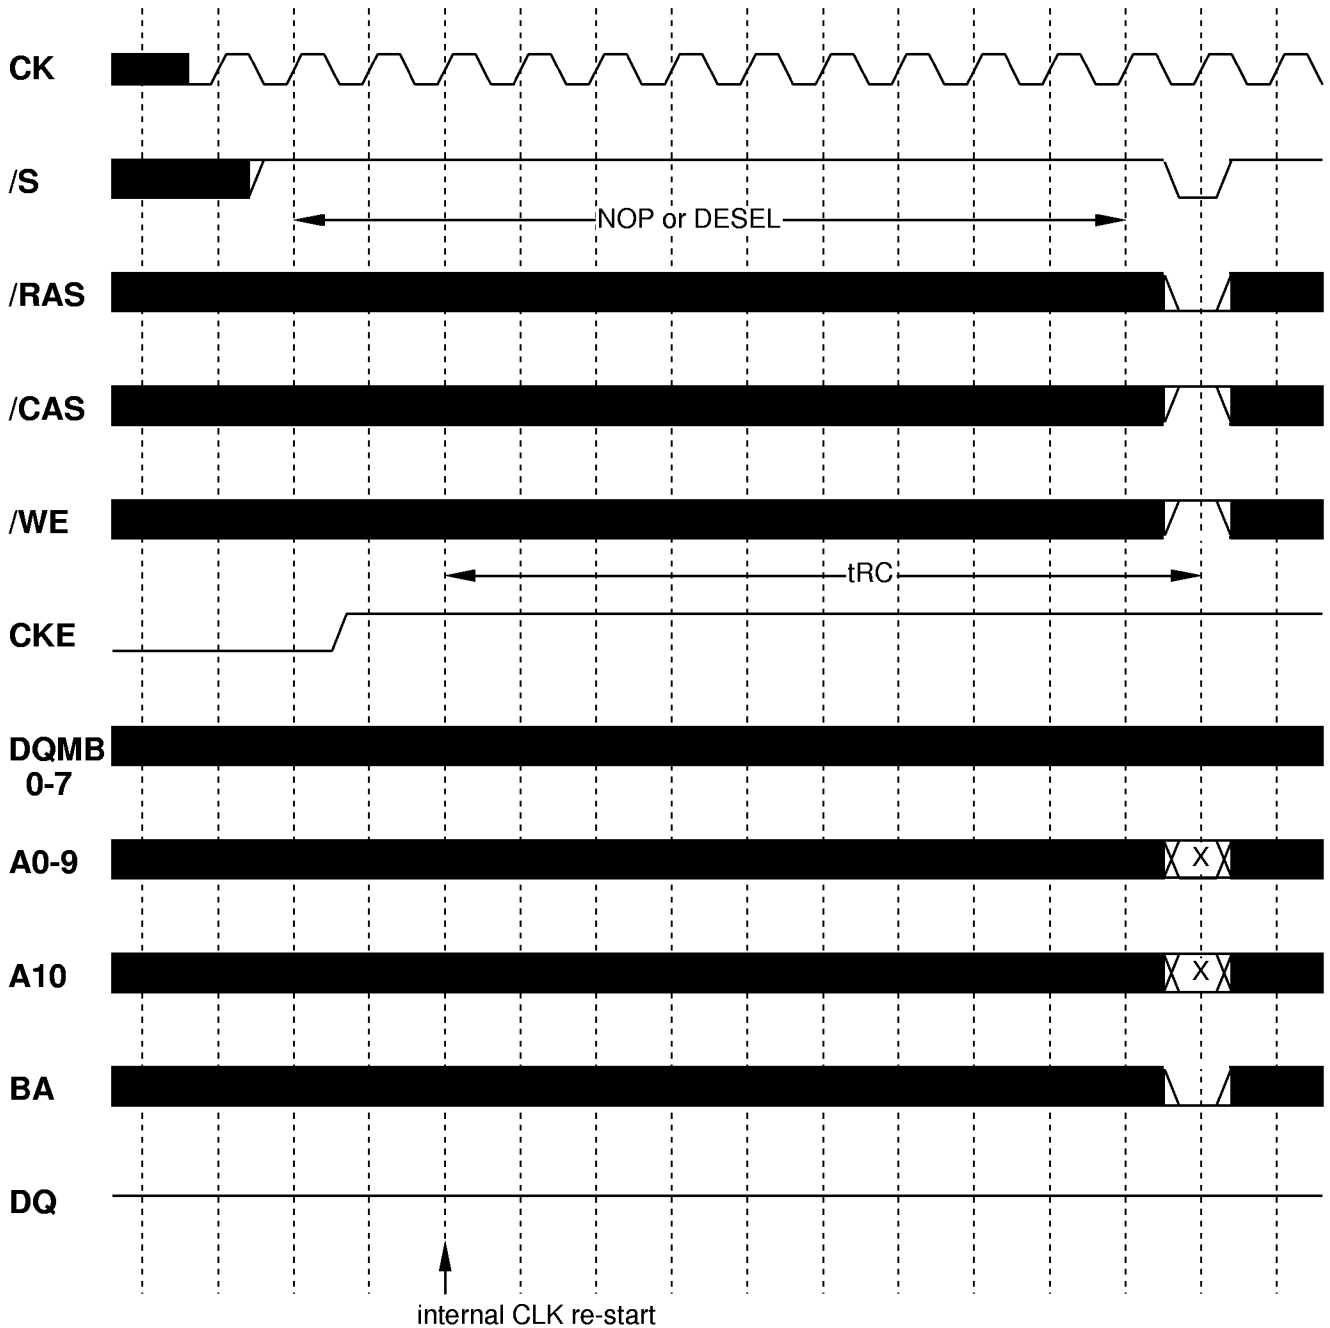 CK
/S
NOP or DESEL
/RAS
/CAS
/WE
tRC
CKE
DQMB
0-7
A0-9
X
A10
X
BA
DQ
internal CLK re-start